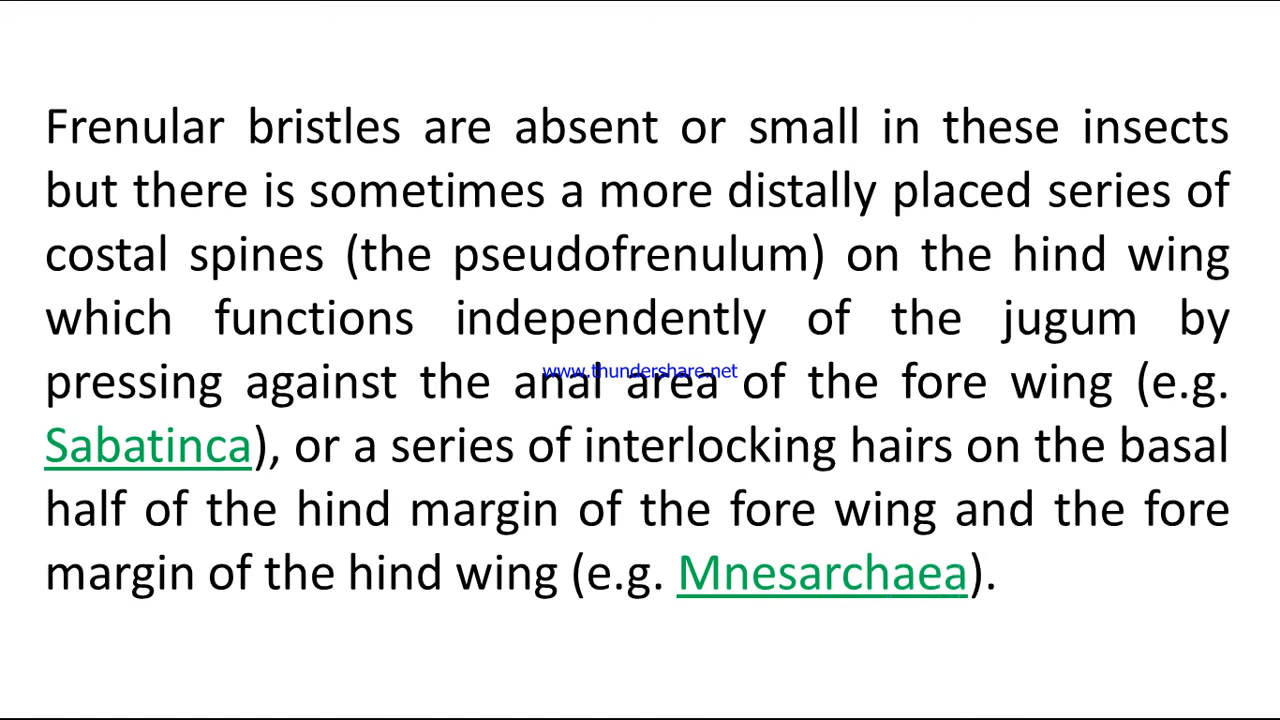 Frenular bristles are absent or small in these insects
but there is sometimes a more distally placed series of
costal spines (the pseudofrenulum) on the hind wing
which functions independently of the jugum by
www.thundershare.net
pressing against the anal area of the fore wing (e.g.
Sabatinca), or a series of interlocking hairs on the basal
half of the hind margin of the fore wing and the fore
margin of the hind wing (e.g. Mnesarchaea).